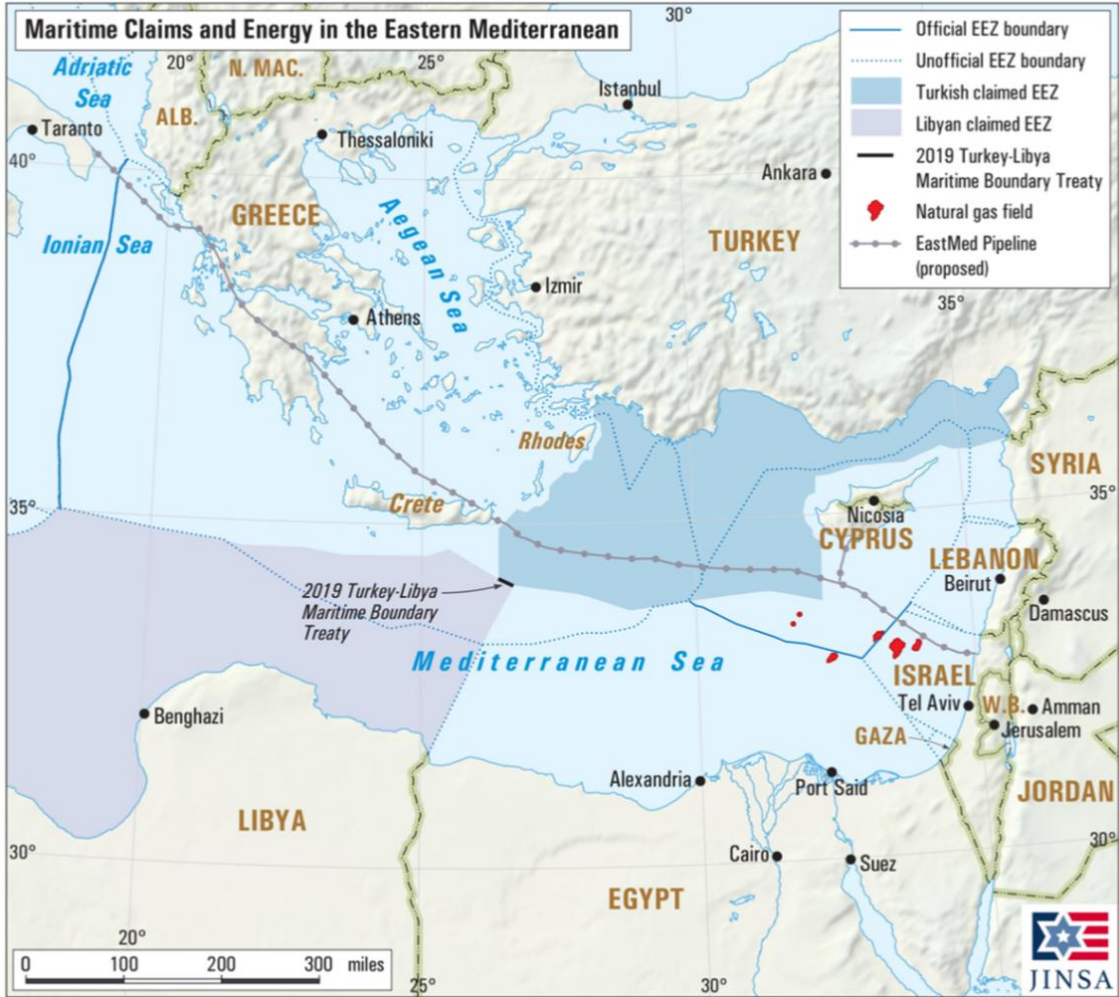 Maritime Claims and Energy in the Eastern Mediterranean
Official EEZ boundary
Unofficial EEZ boundary
Turkish claimed EEZ
Libyan claimed EEZ
2019 Turkey-Libya
Maritime Boundary Treaty
Natural gas field
EastMed Pipeline
(proposed)
30°
20°
25°
35°
Adriatic
Sea
N. MAC.
ALB.
Istanbul
Taranto
Thessaloniki
40°
Ankara
GREECE
Aegean Sea
TURKEY
Ionian Sea
Izmir
Athens
Rhodes
SYRIA
Crete
35°
35°
Nicosia
CYPRUS
LEBANON
Beirut
2019 Turkey-Libya
Maritime Boundary
Treaty
Damascus
Mediterranean Sea
ISRAEL
Tel Aviv
W.B.
Amman
Jerusalem
Benghazi
GAZA
Alexandria
Port Said
JORDAN
LIBYA
30°
30°
Cairo
Suez
EGYPT
20°
25°
30°
0 100 200 300 miles
JINSA